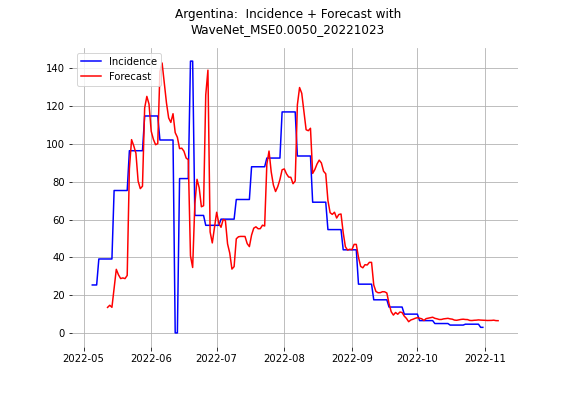 Argentina:  Incidence + Forecast with
WaveNet_MSE0.0050_20221023
Incidence
Forecast
140
120
100
80
60
40
20
0
2022-05 2022-06 2022-07 2022-08 2022-09 2022-10 2022-11